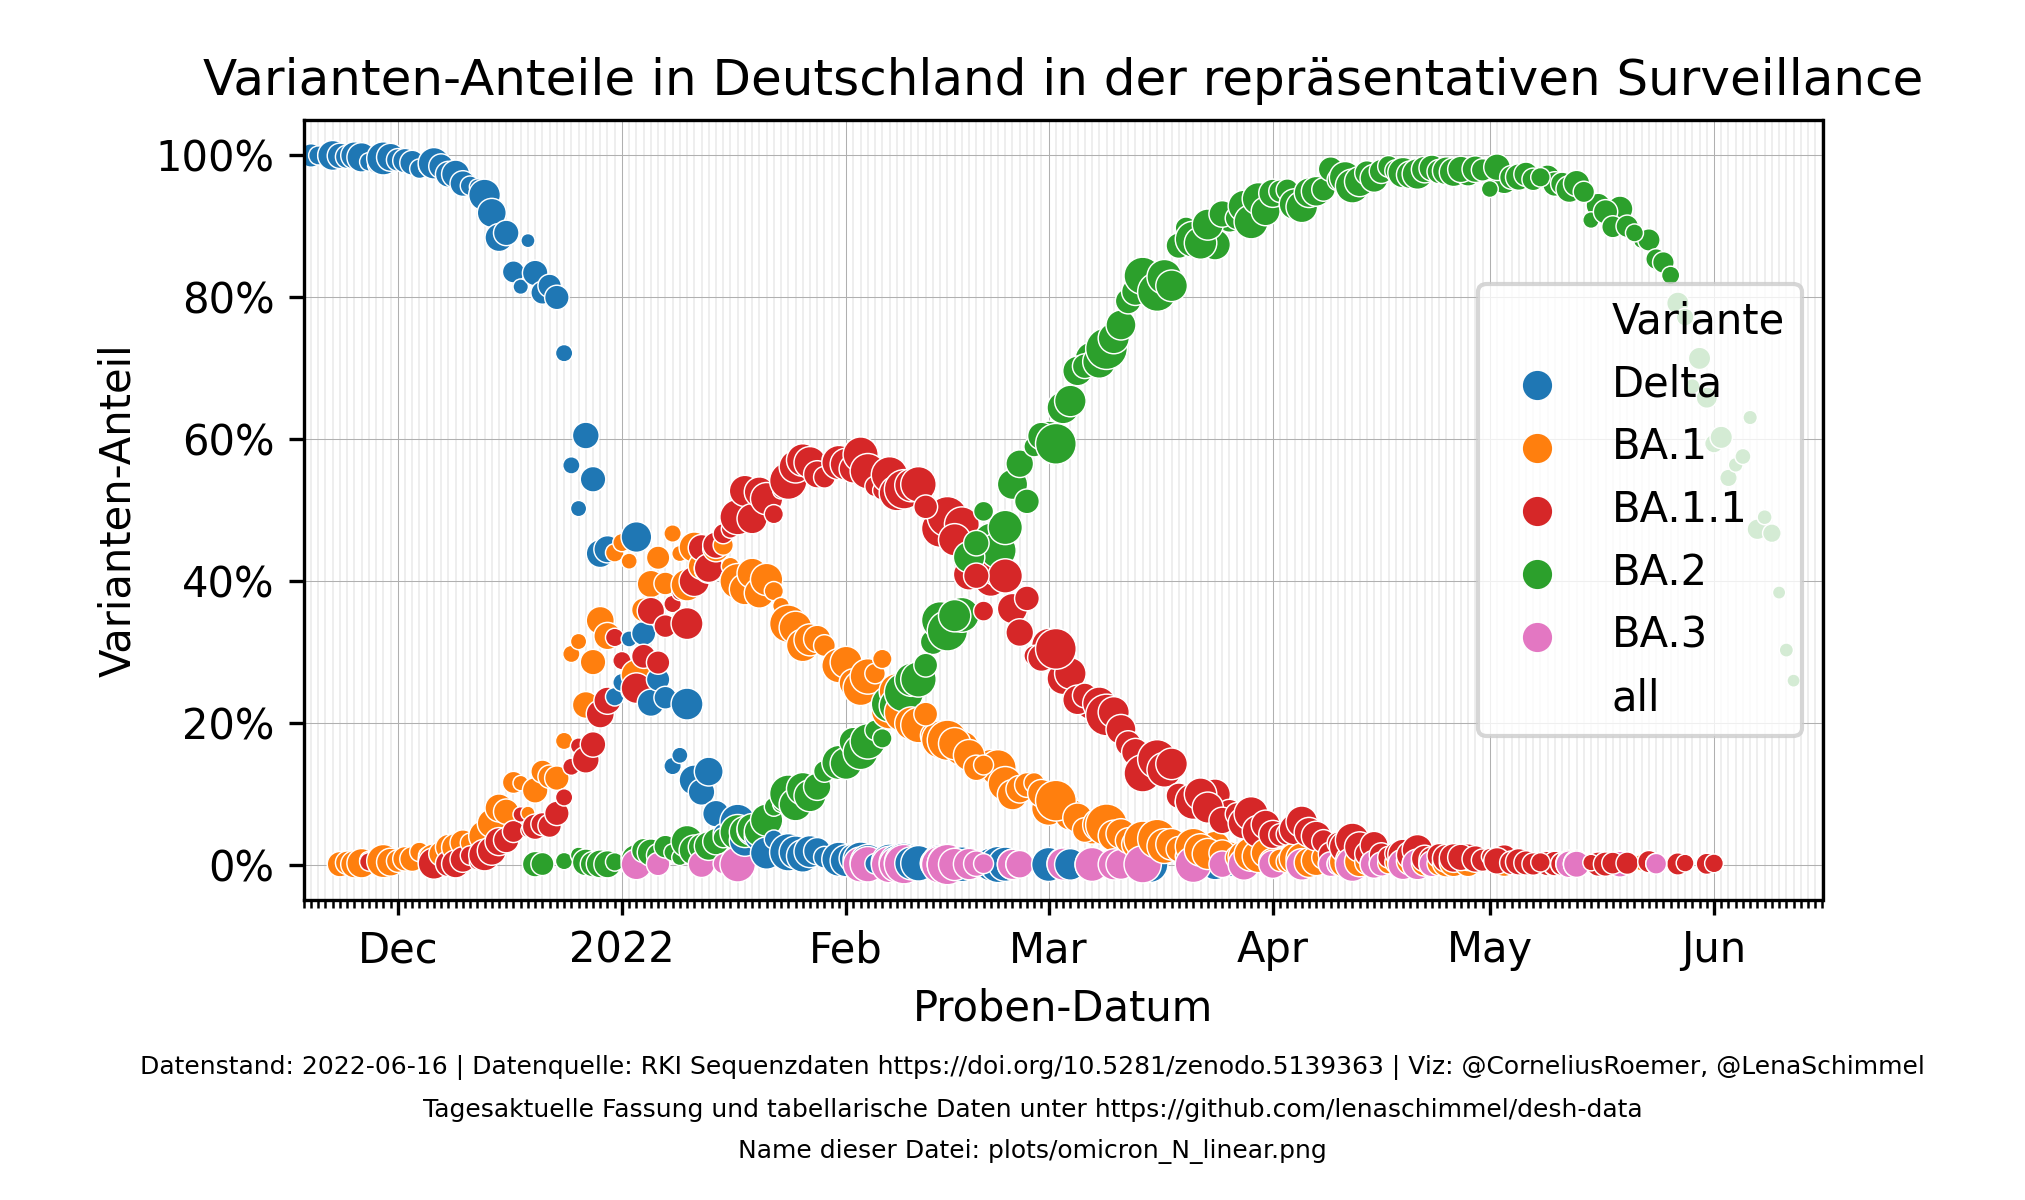 Varianten-Anteile in Deutschland in der repräsentativen Surveillance
Varianten-Anteil
100%
80%
60%
40%
20%
0%
Variante
Delta
BA.1
BA.1.1
BA.2
BA.3
all
Dec 2022 Feb Mar Apr May Jun
Proben-Datum
Datenstand: 2022-06-16 | Datenquelle: RKI Sequenzdaten https://doi.org/10.5281/zenodo.5139363 | Viz: @CorneliusRoemer, @LenaSchimmel
Tagesaktuelle Fassung und tabellarische Daten unter https://github.com/lenaschimmel/desh-data
Name dieser Datei: plots/omicron_N_linear.png